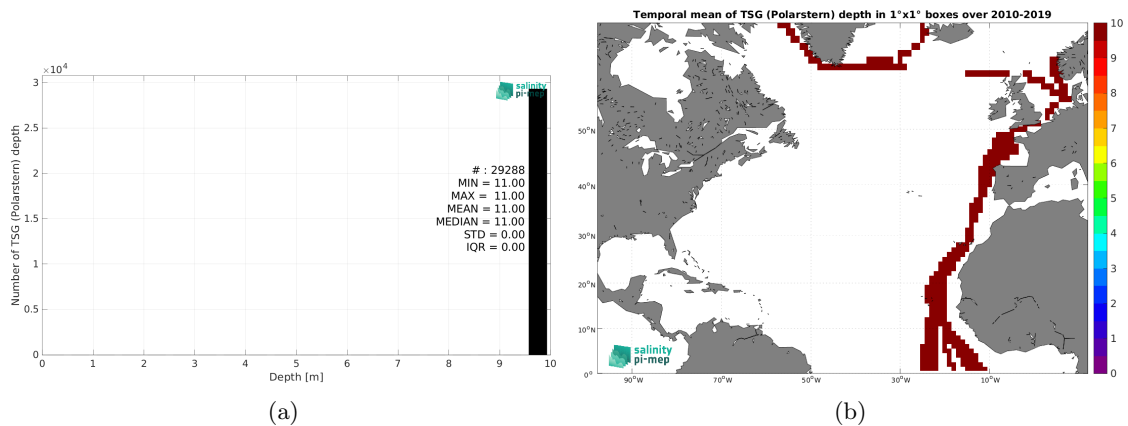 ×10⁴
3
2.5
2
1.5
1
0.5
0
Number of TSG (Polarstern) depth
salinity
pi-mep
# : 29288
MIN = 11.00
MAX = 11.00
MEAN = 11.00
MEDIAN = 11.00
STD = 0.00
IQR = 0.00
0 1 2 3 4 5 6 7 8 9 10
Depth [m]
(a)
Temporal mean of TSG (Polarstern) depth in 1°x1° boxes over 2010-2019
50°N
40°N
30°N
20°N
10°N
0°
90°W 70°W 50°W 30°W 10°W
salinity
pi-mep
10
9
8
7
6
5
4
3
2
1
0
(b)